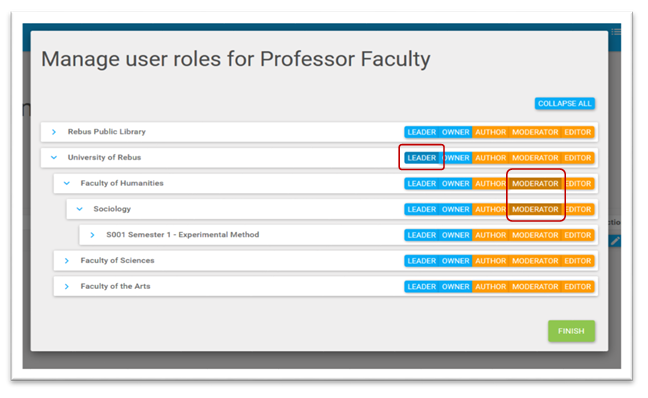 Manage user roles for Professor Faculty
COLLAPSE ALL
Rebus Public Library LEADER OWNER AUTHOR MODERATOR EDITOR
University of Rebus LEADER OWNER AUTHOR MODERATOR EDITOR
Faculty of Humanities LEADER OWNER AUTHOR MODERATOR EDITOR
Sociology LEADER OWNER AUTHOR MODERATOR EDITOR
S001 Semester 1 - Experimental Method LEADER OWNER AUTHOR MODERATOR EDITOR
Faculty of Sciences LEADER OWNER AUTHOR MODERATOR EDITOR
Faculty of the Arts LEADER OWNER AUTHOR MODERATOR EDITOR
FINISH